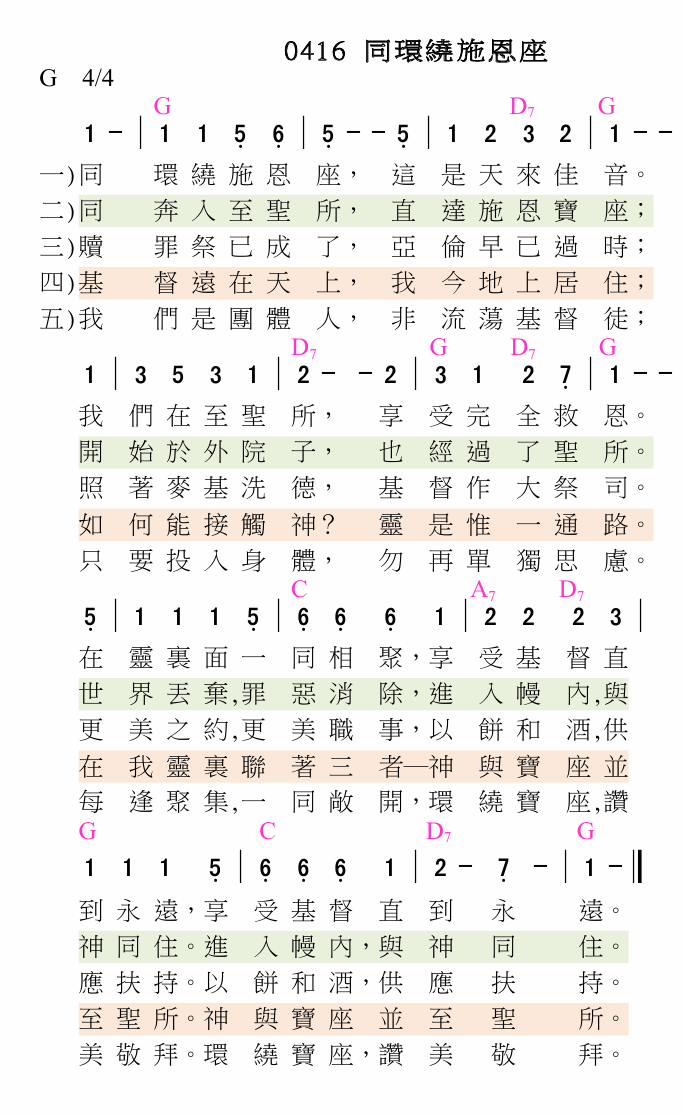 0416 同環繞施恩座
G 4/4
G D7 G
1 - | 1 1 5̣ 6̣ | 5̣ - - 5̣ | 1 2 3 2 | 1 - -
一)同 環繞施恩座，這是天來佳音。
二)同 奔入至聖所，直達施恩寶座；
三)贖 罪祭已成了，亞倫早已過時；
四)基 督遠在天上，我今地上居住；
五)我 們是團體人，非流蕩基督徒；
D7 G D7 G
1 | 3 5 3 1 | 2 - - 2 | 3 1 2 7̣ | 1 - -
我們在至聖所，享受完全救恩。
開始於外院子，也經過了聖所。
照著麥基洗德，基督作大祭司。
如何能接觸神？靈是惟一通路。
只要投入身體，勿再單獨思慮。
C A7 D7
5̣ | 1 1 1 5̣ | 6̣ 6̣ 6̣ 1 | 2 2 2 3 |
在靈裏面一同相聚，享受基督直
世界丟棄,罪惡消除，進入幔內,與
更美之約,更美職事，以餅和酒,供
在我靈裏聯著三者—神與寶座並
每逢聚集,一同敞開，環繞寶座,讚
G C D7 G
1 1 1 5̣ | 6̣ 6̣ 6̣ 1 | 2 - 7̣ - | 1 - ‖
到永遠，享受基督直到永遠。
神同住。進入幔內，與神同住。
應扶持。以餅和酒，供應扶持。
至聖所。神與寶座並至聖所。
美敬拜。環繞寶座，讚美敬拜。